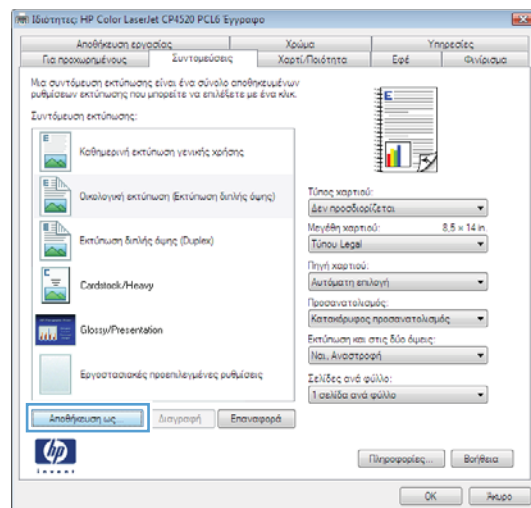 Ιδιότητες: HP Color LaserJet CP4520 PCL6 Έγγραφο
Αποθήκευση εργασίας Χρώμα Υπηρεσίες
Για προχωρημένους Συντομεύσεις Χαρτί/Ποιότητα Εφέ Φινίρισμα
Μια συντόμευση εκτύπωσης είναι ένα σύνολο αποθηκευμένων
ρυθμίσεων εκτύπωσης που μπορείτε να επιλέξετε με ένα κλικ.
Συντόμευση εκτύπωσης:
Καθημερινή εκτύπωση γενικής χρήσης
Οικολογική εκτύπωση (Εκτύπωση διπλής όψης)
Εκτύπωση διπλής όψης (Duplex)
Cardstock/Heavy
Glossy/Presentation
Εργοστασιακές προεπιλεγμένες ρυθμίσεις
Αποθήκευση ως... Διαγραφή Επαναφορά
Τύπος χαρτιού:
Δεν προσδιορίζεται
Μεγέθη χαρτιού: 8,5 × 14 in.
Τύπου Legal
Πηγή χαρτιού:
Αυτόματη επιλογή
Προσανατολισμός:
Κατακόρυφος προσανατολισμός
Εκτύπωση και στις δύο όψεις:
Ναι, Αναστροφή
Σελίδες ανά φύλλο:
1 σελίδα ανά φύλλο
hp
invent
Πληροφορίες... Βοήθεια
OK Άκυρο